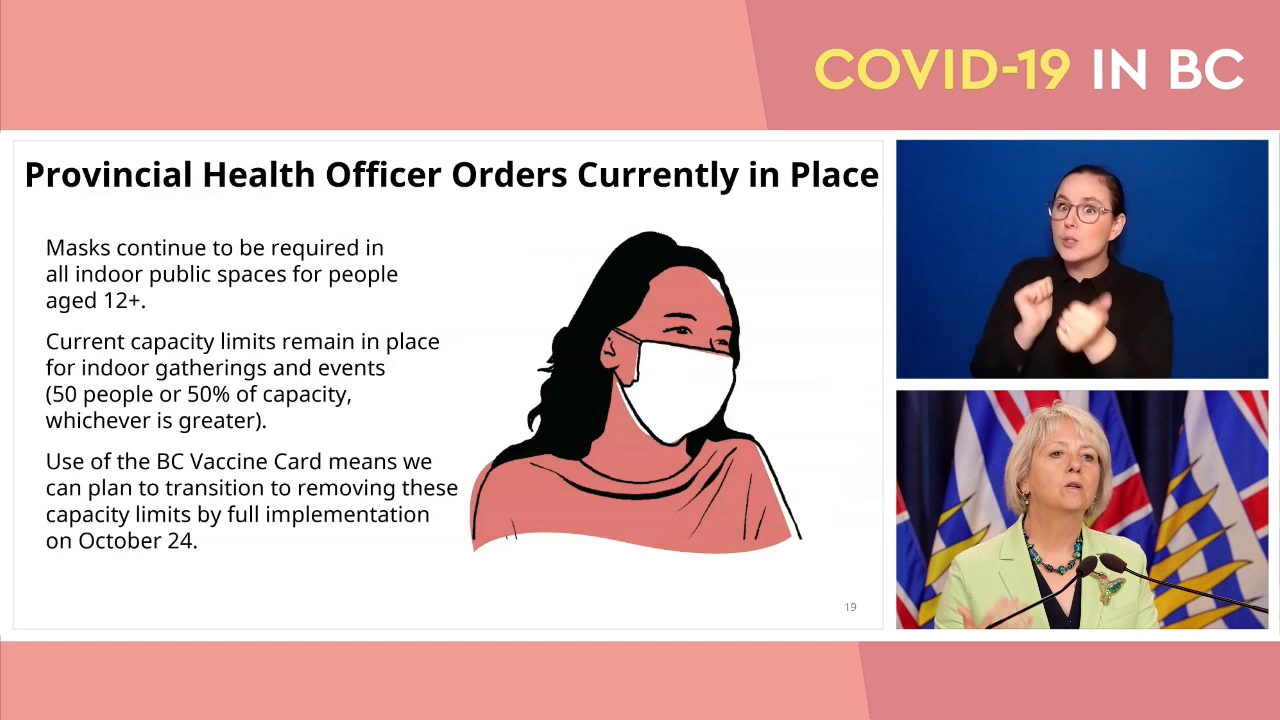 COVID-19 IN BC
Provincial Health Officer Orders Currently in Place
Masks continue to be required in
all indoor public spaces for people
aged 12+.
Current capacity limits remain in place
for indoor gatherings and events
(50 people or 50% of capacity,
whichever is greater).
Use of the BC Vaccine Card means we
can plan to transition to removing these
capacity limits by full implementation
on October 24.
19